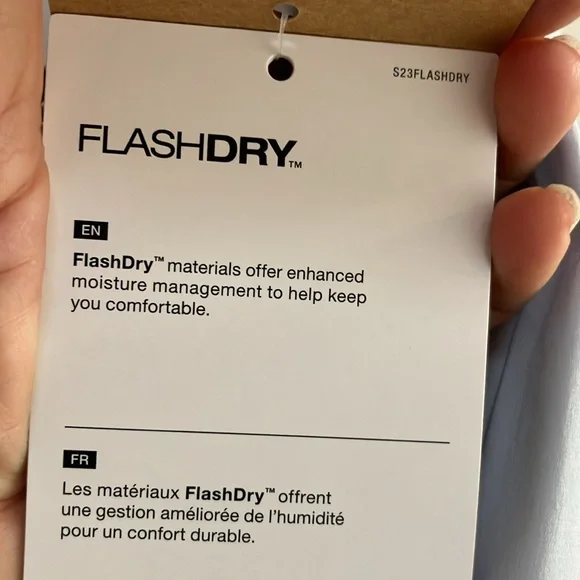 S23FLASHDRY
FLASHDRY™
EN
FlashDry™ materials offer enhanced
moisture management to help keep
you comfortable.
FR
Les matériaux FlashDry™ offrent
une gestion améliorée de l'humidité
pour un confort durable.